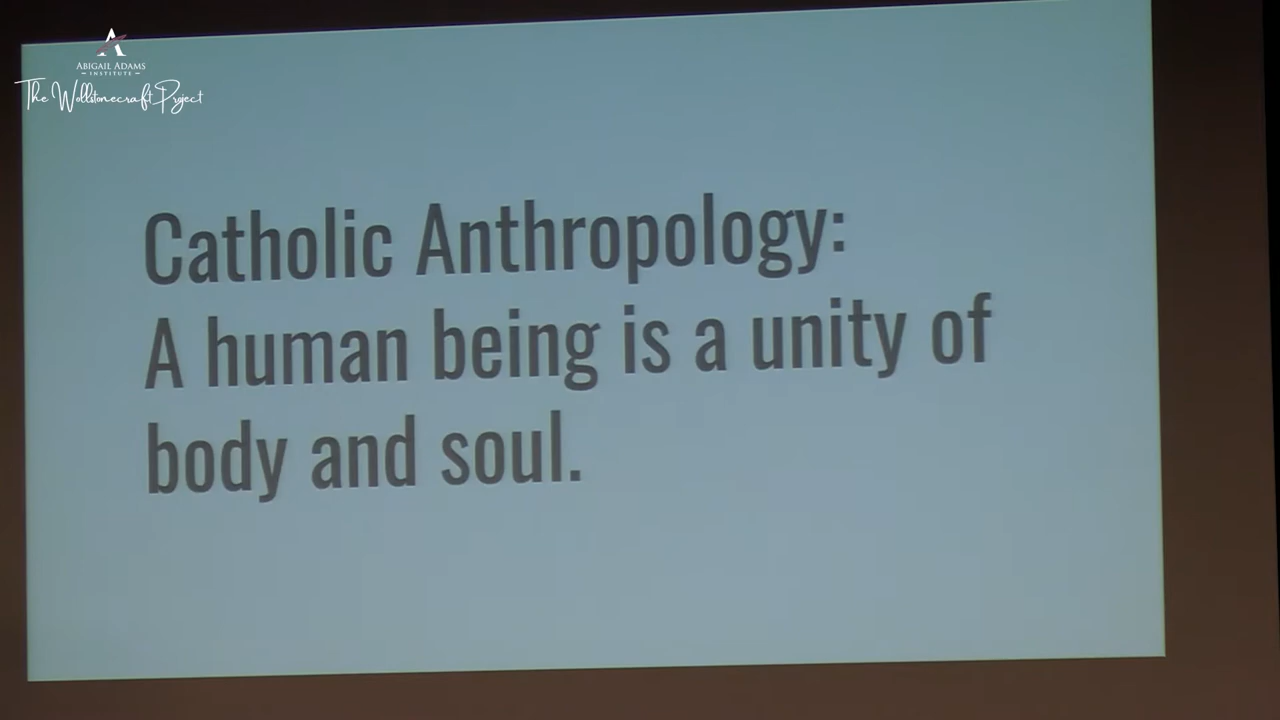 ABIGAIL ADAMS
INSTITUTE
The Wollstonecraft Project
Catholic Anthropology:
A human being is a unity of
body and soul.